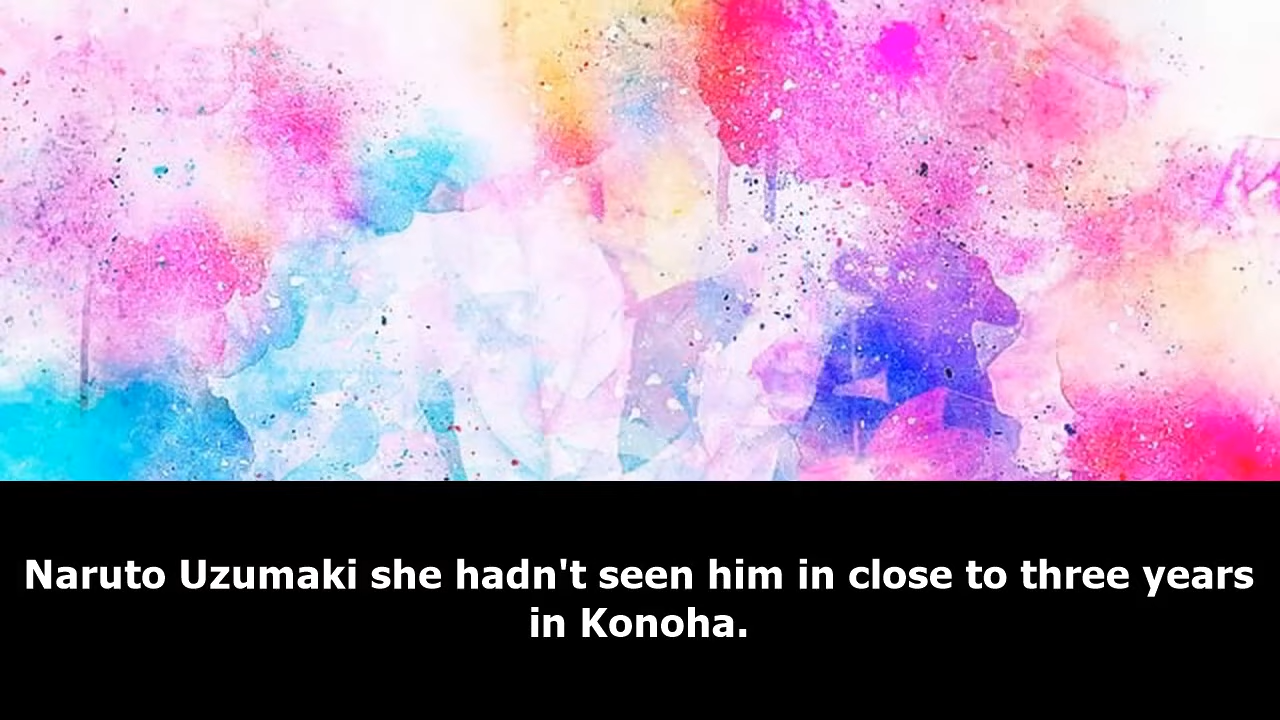 Naruto Uzumaki she hadn't seen him in close to three years
in Konoha.